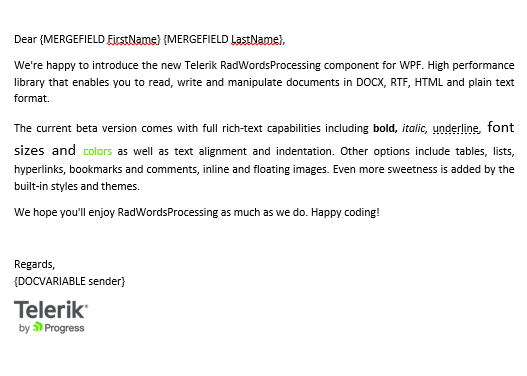 Dear {MERGEFIELD FirstName} {MERGEFIELD LastName},
We're happy to introduce the new Telerik RadWordsProcessing component for WPF. High performance
library that enables you to read, write and manipulate documents in DOCX, RTF, HTML and plain text
format.
The current beta version comes with full rich-text capabilities including bold, italic, underline, font
sizes and colors as well as text alignment and indentation. Other options include tables, lists,
hyperlinks, bookmarks and comments, inline and floating images. Even more sweetness is added by the
built-in styles and themes.
We hope you'll enjoy RadWordsProcessing as much as we do. Happy coding!
Regards,
{DOCVARIABLE sender}
Telerik
by Progress